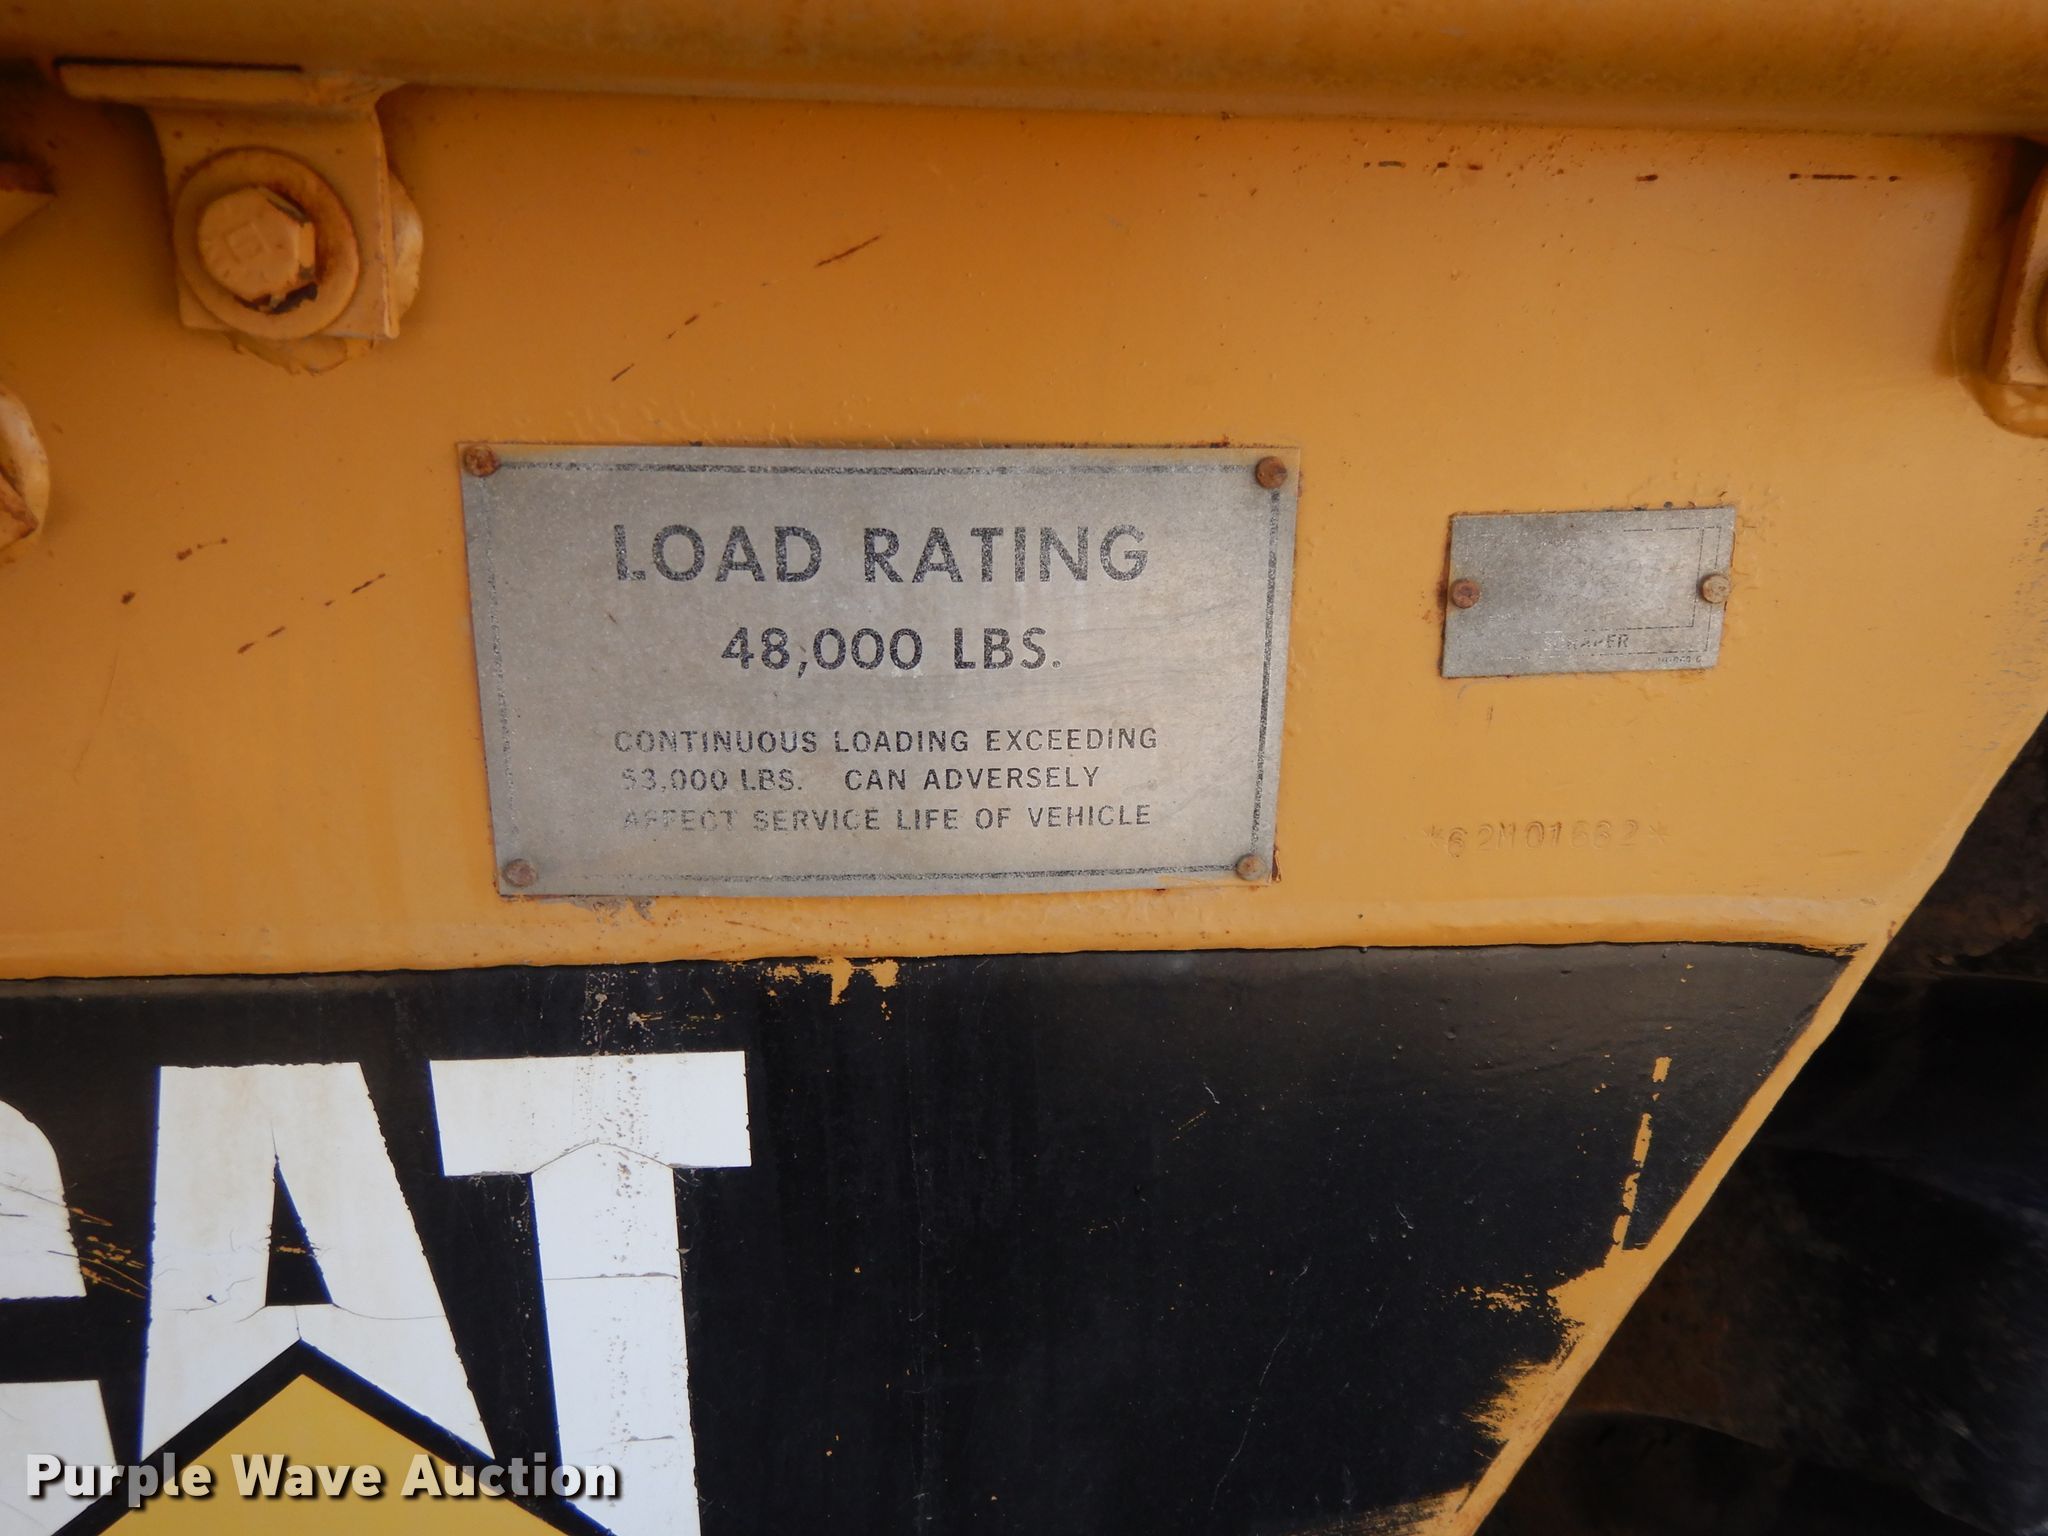 LOAD RATING
48,000 LBS.
CONTINUOUS LOADING EXCEEDING
53,000 LBS. CAN ADVERSELY
AFFECT SERVICE LIFE OF VEHICLE
SCRAPER
CAT
Purple Wave Auction